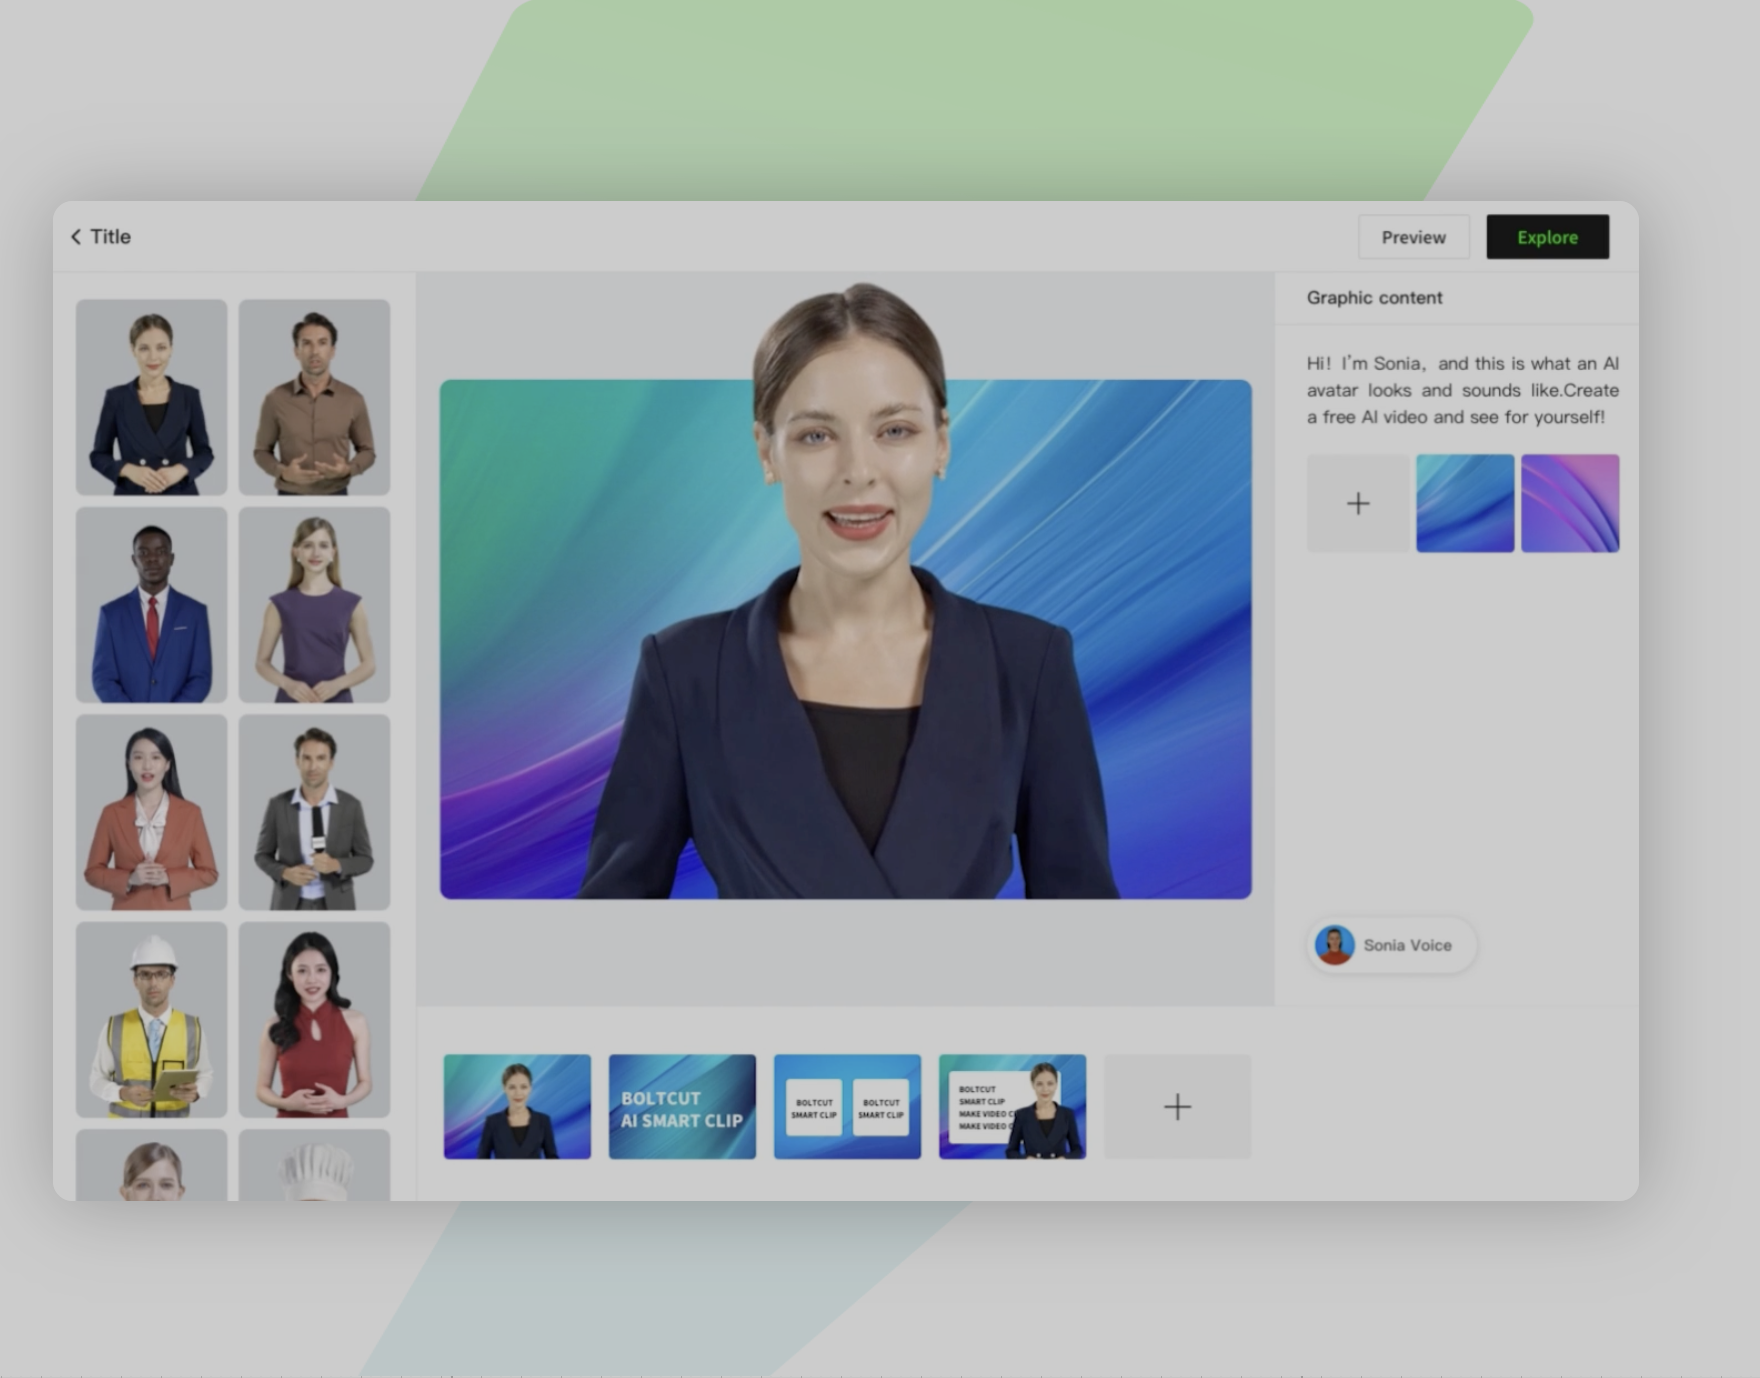 Title
Preview
Explore
Graphic content
Hi! I'm Sonia, and this is what an AI
avatar looks and sounds like.Create
a free AI video and see for yourself!
Sonia Voice
BOLTCUT
AI SMART CLIP
BOLTCUT
SMART CLIP
BOLTCUT
SMART CLIP
BOLTCUT
SMART CLIP
MAKE VIDEO
MAKE VIDEO